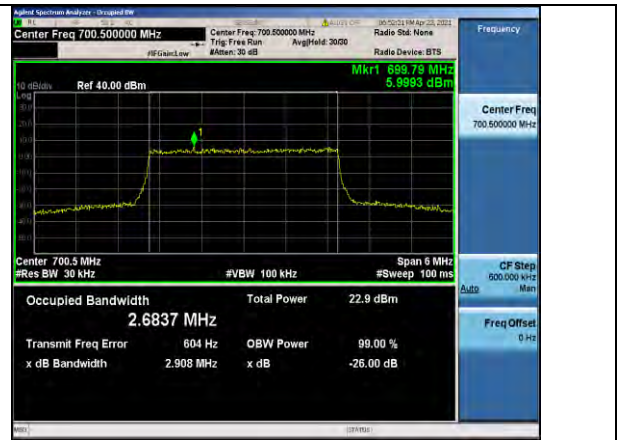 Agilent Spectrum Analyzer - Occupied BW
Center Freq 700.500000 MHz
#IFGain:Low
Center Freq: 700.500000 MHz
Trig: Free Run Avg|Hold: 30/30
#Atten: 30 dB
Radio Std: None
Radio Device: BTS
Mkr1 699.79 MHz
5.9993 dBm
10 dB/div Ref 40.00 dBm
Log
1
Center 700.5 MHz Span 6 MHz
#Res BW 30 kHz #VBW 100 kHz #Sweep 100 ms
Occupied Bandwidth Total Power 22.9 dBm
2.6837 MHz
Transmit Freq Error 604 Hz OBW Power 99.00 %
x dB Bandwidth 2.908 MHz x dB -26.00 dB
Frequency
Center Freq
700.500000 MHz
CF Step
600.000 kHz
Auto Man
Freq Offset
0 Hz
MSG STATUS